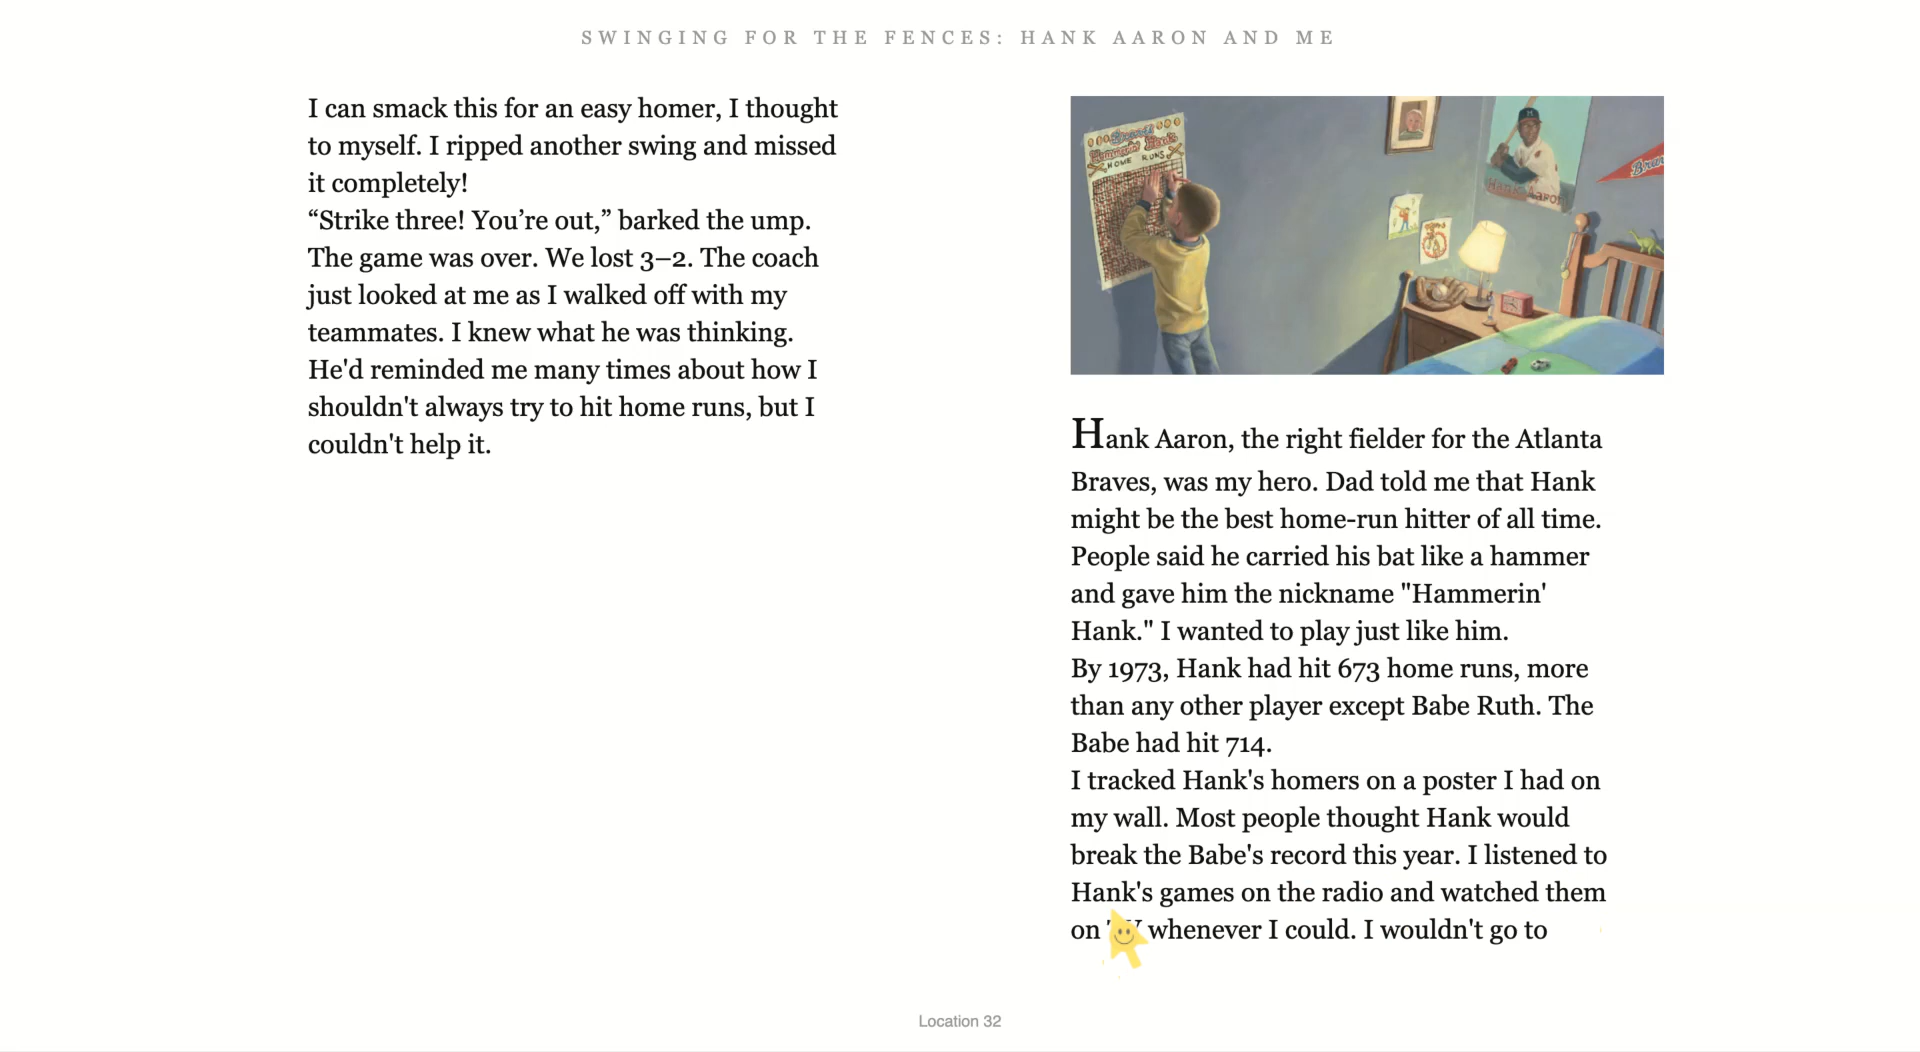 SWINGING FOR THE FENCES: HANK AARON AND ME
I can smack this for an easy homer, I thought
to myself. I ripped another swing and missed
it completely!
“Strike three! You’re out,” barked the ump.
The game was over. We lost 3–2. The coach
just looked at me as I walked off with my
teammates. I knew what he was thinking.
He'd reminded me many times about how I
shouldn't always try to hit home runs, but I
couldn't help it.
HOME RUNS
Hank Aaron
Hank Aaron, the right fielder for the Atlanta
Braves, was my hero. Dad told me that Hank
might be the best home-run hitter of all time.
People said he carried his bat like a hammer
and gave him the nickname "Hammerin'
Hank." I wanted to play just like him.
By 1973, Hank had hit 673 home runs, more
than any other player except Babe Ruth. The
Babe had hit 714.
I tracked Hank's homers on a poster I had on
my wall. Most people thought Hank would
break the Babe's record this year. I listened to
Hank's games on the radio and watched them
on TV whenever I could. I wouldn't go to
Location 32